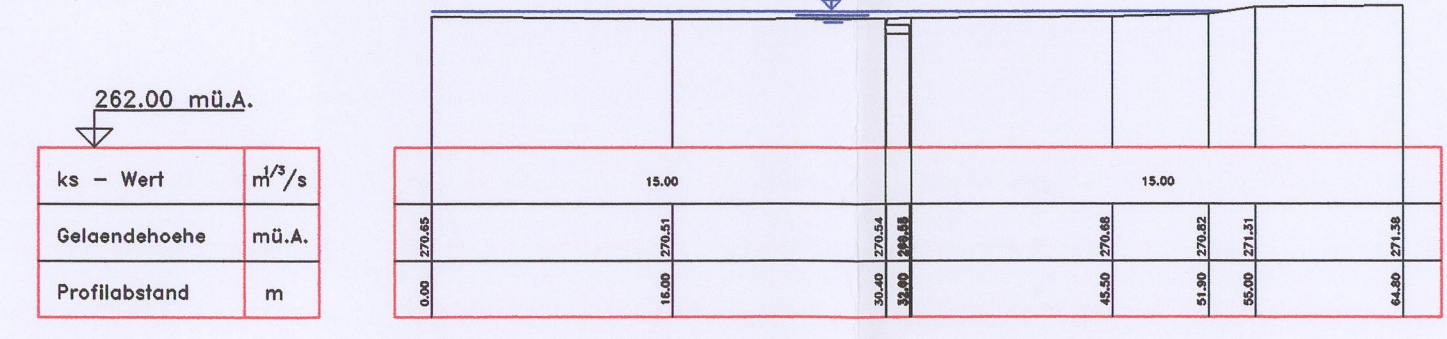 262.00 mü.A.
ks - Wert m^1/3/s 15.00 15.00
Gelaendehoehe mü.A. 270.65 270.51 270.54 270.68 270.82 271.31 271.38
Profilabstand m 0.00 16.00 30.40 45.50 51.90 55.00 64.80